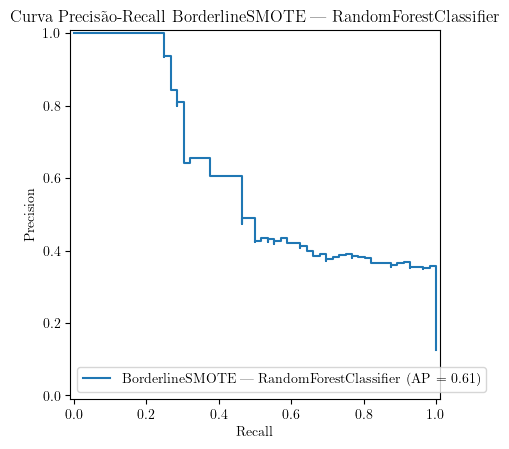 Curva Precisão-Recall BorderlineSMOTE — RandomForestClassifier
1.0
0.8
0.6
0.4
0.2
0.0
Precision
BorderlineSMOTE — RandomForestClassifier (AP = 0.61)
0.0 0.2 0.4 0.6 0.8 1.0
Recall